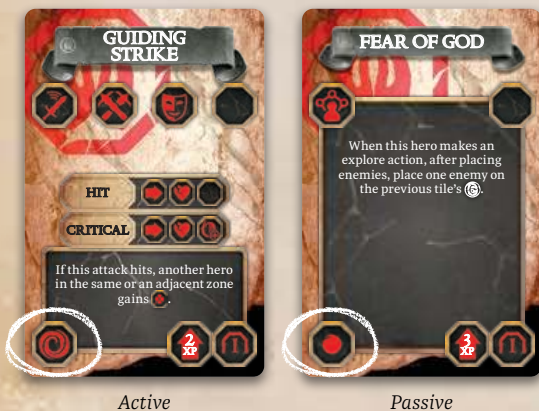 GUIDING
STRIKE
HIT
CRITICAL
If this attack hits, another hero
in the same or an adjacent zone
gains .
2
XP
I
Active
FEAR OF GOD
When this hero makes an
explore action, after placing
enemies, place one enemy on
the previous tile's .
3
XP
I
Passive